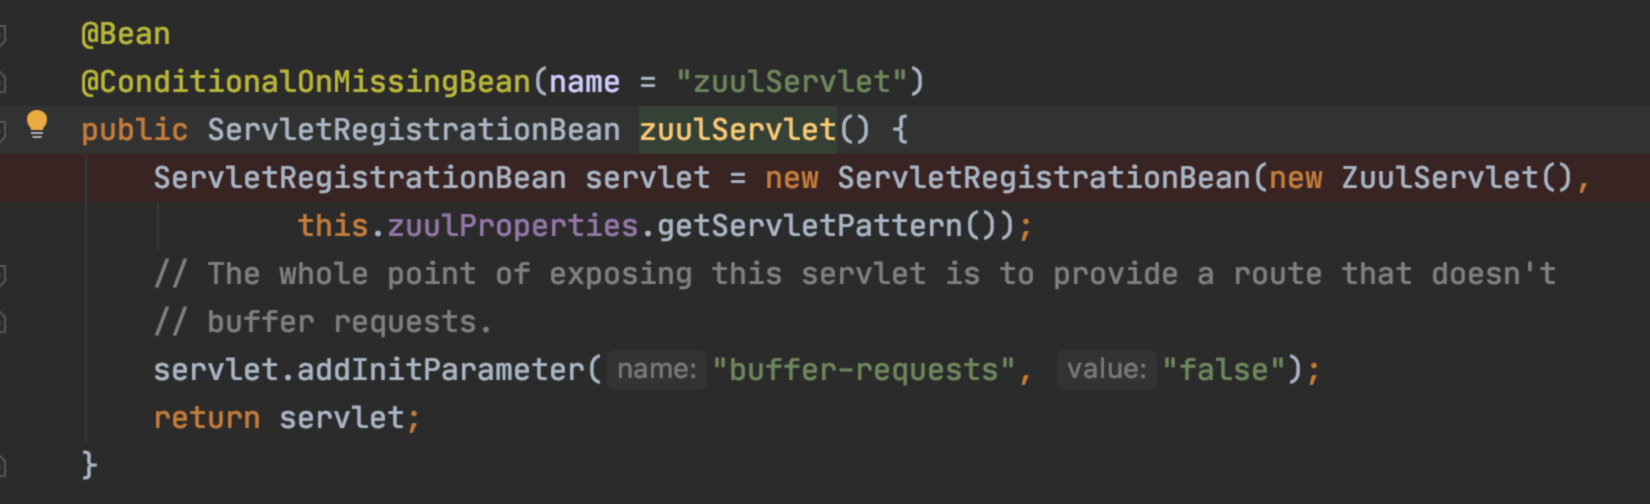 @Bean
@ConditionalOnMissingBean(name = "zuulServlet")
public ServletRegistrationBean zuulServlet() {
ServletRegistrationBean servlet = new ServletRegistrationBean(new ZuulServlet(),
this.zuulProperties.getServletPattern());
// The whole point of exposing this servlet is to provide a route that doesn't
// buffer requests.
servlet.addInitParameter( name: "buffer-requests", value: "false");
return servlet;
}